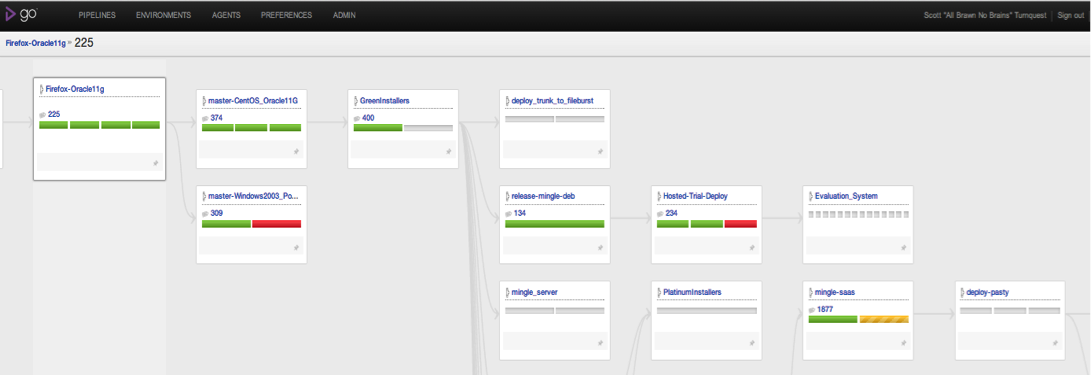 go
PIPELINES ENVIRONMENTS AGENTS PREFERENCES ADMIN
Scott "All Brawn No Brains" Turnquest Sign out
Firefox-Oracle11g 225
Firefox-Oracle11g
225
master-CentOS_Oracle11G
374
GreenInstallers
400
deploy_trunk_to_fileburst
master-Windows2003_Po...
309
release-mingle-deb
134
Hosted-Trial-Deploy
234
Evaluation_System
mingle_server
PlatinumInstallers
mingle-saas
1877
deploy-pasty